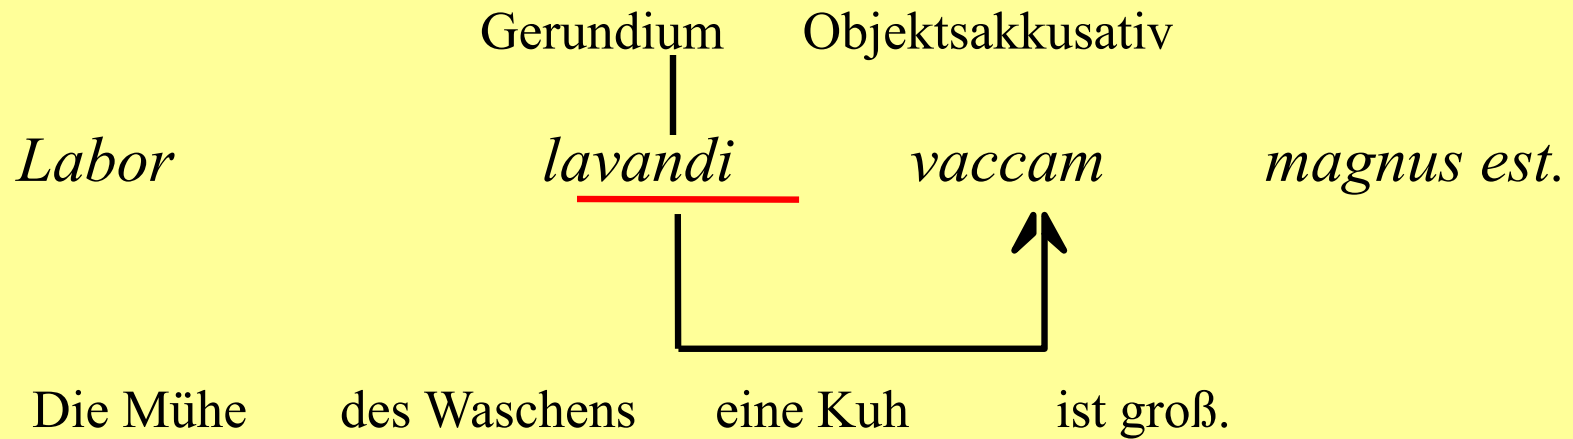 Gerundium Objektsakkusativ
Labor lavandi vaccam magnus est.
Die Mühe des Waschens eine Kuh ist groß.